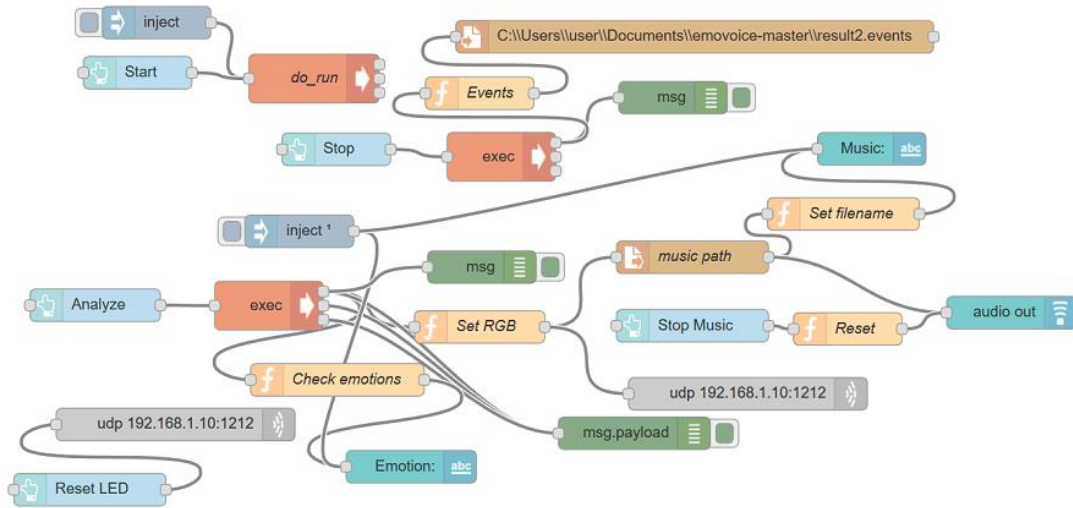 inject
C:\\Users\\user\\Documents\\emovoice-master\\result2.events
Start
do_run
Events
msg
Stop
exec
Music: abc
Set filename
inject ¹
msg
music path
Analyze
exec
Set RGB
Stop Music
Reset
audio out
Check emotions
udp 192.168.1.10:1212
udp 192.168.1.10:1212
msg.payload
Emotion: abc
Reset LED